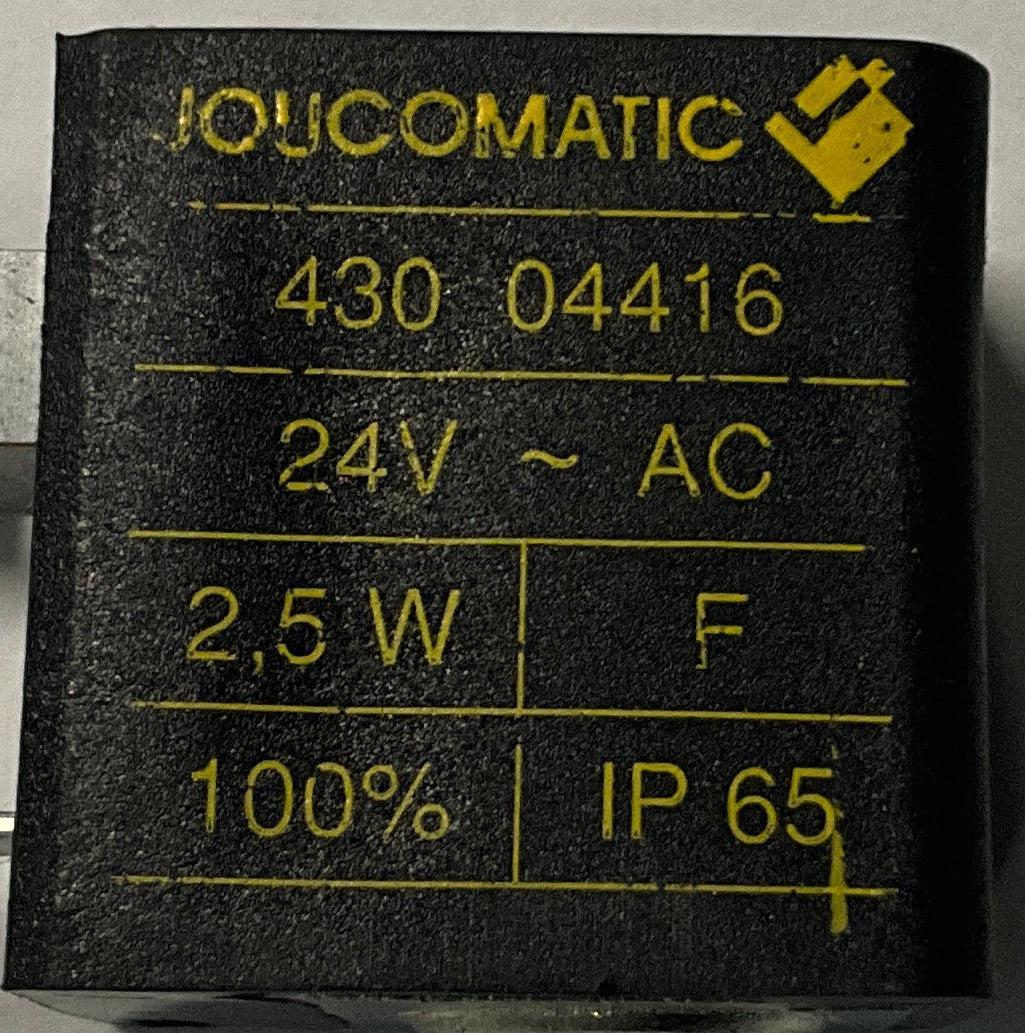 JOUCOMATIC
430 04416
24V ~ AC
2,5 W F
100% IP 65